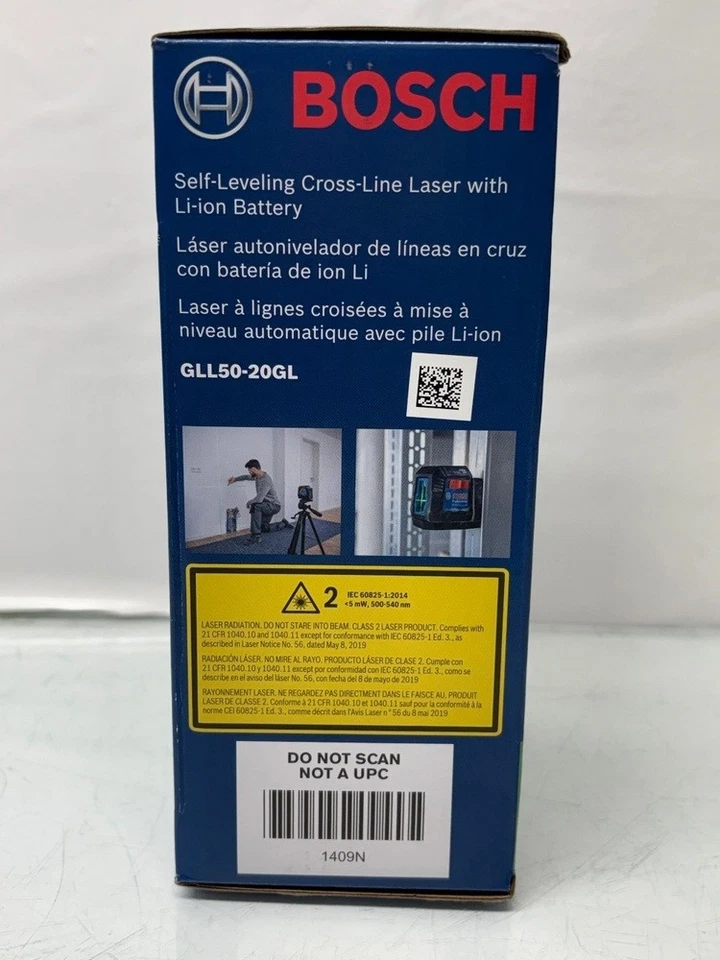 BOSCH
Self-Leveling Cross-Line Laser with
Li-ion Battery
Láser autonivelador de líneas en cruz
con batería de ion Li
Laser à lignes croisées à mise à
niveau automatique avec pile Li-ion
GLL50-20GL
2 IEC 60825-1:2014
<5 mW, 500-540 nm
LASER RADIATION. DO NOT STARE INTO BEAM. CLASS 2 LASER PRODUCT. Complies with
21 CFR 1040.10 and 1040.11 except for conformance with IEC 60825-1 Ed. 3., as
described in Laser Notice No. 56, dated May 8, 2019
RADIACIÓN LÁSER. NO MIRE AL RAYO. PRODUCTO LÁSER DE CLASE 2. Cumple con
21 CFR 1040.10 y 1040.11 except por conformidad con IEC 60825-1 Ed. 3., como se
describe en el aviso del láser No. 56, con fecha del 8 de mayo de 2019
RAYONNEMENT LASER. NE REGARDEZ PAS DIRECTEMENT DANS LE FAISCEAU. PRODUIT
LASER DE CLASSE 2. Conforme à 21 CFR 1040.10 et 1040.11 sauf pour la conformité à la
norme CEI 60825-1 Ed. 3., comme décrit dans l'Avis Laser n° 56 du 8 mai 2019
DO NOT SCAN
NOT A UPC
1409N